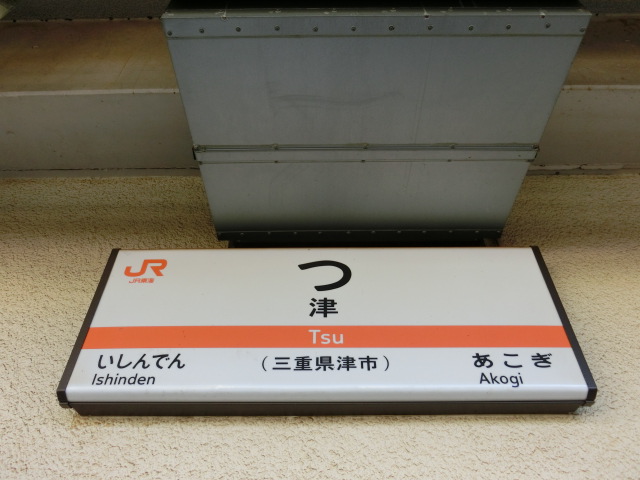 JR
JR東海
つ
津
Tsu
いしんでん
Ishinden
(三重県津市)
あこぎ
Akogi